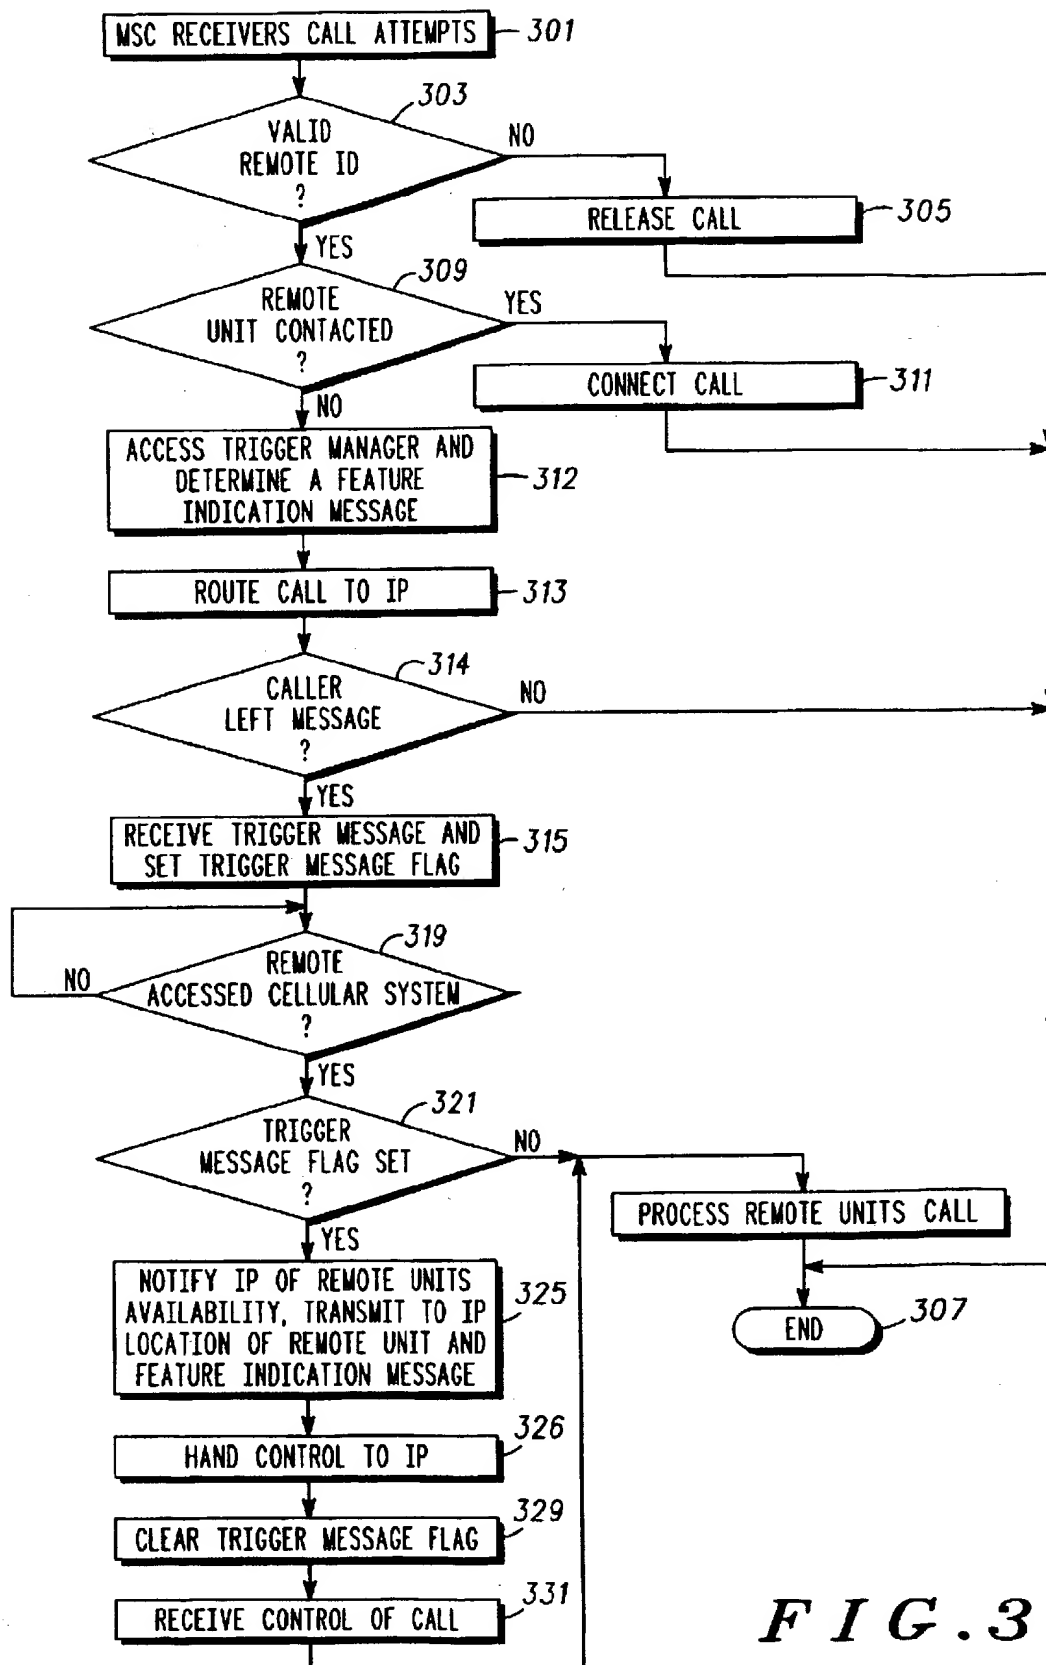 MSC RECEIVERS CALL ATTEMPTS
301
303
VALID
REMOTE ID
?
NO
RELEASE CALL
305
YES
309
REMOTE
UNIT CONTACTED
?
YES
CONNECT CALL
311
NO
ACCESS TRIGGER MANAGER AND
DETERMINE A FEATURE
INDICATION MESSAGE
312
ROUTE CALL TO IP
313
314
CALLER
LEFT MESSAGE
?
NO
YES
RECEIVE TRIGGER MESSAGE AND
SET TRIGGER MESSAGE FLAG
315
319
REMOTE
ACCESSED CELLULAR SYSTEM
?
NO
YES
321
TRIGGER
MESSAGE FLAG SET
?
NO
PROCESS REMOTE UNITS CALL
END
307
YES
NOTIFY IP OF REMOTE UNITS
AVAILABILITY, TRANSMIT TO IP
LOCATION OF REMOTE UNIT AND
FEATURE INDICATION MESSAGE
325
HAND CONTROL TO IP
326
CLEAR TRIGGER MESSAGE FLAG
329
RECEIVE CONTROL OF CALL
331
FIG.3